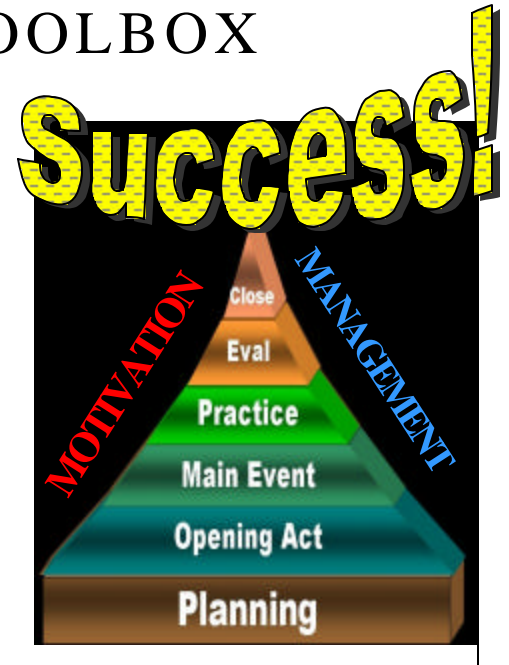 OOLBOX
Success!
MOTIVATION
MANAGEMENT
Close
Eval
Practice
Main Event
Opening Act
Planning